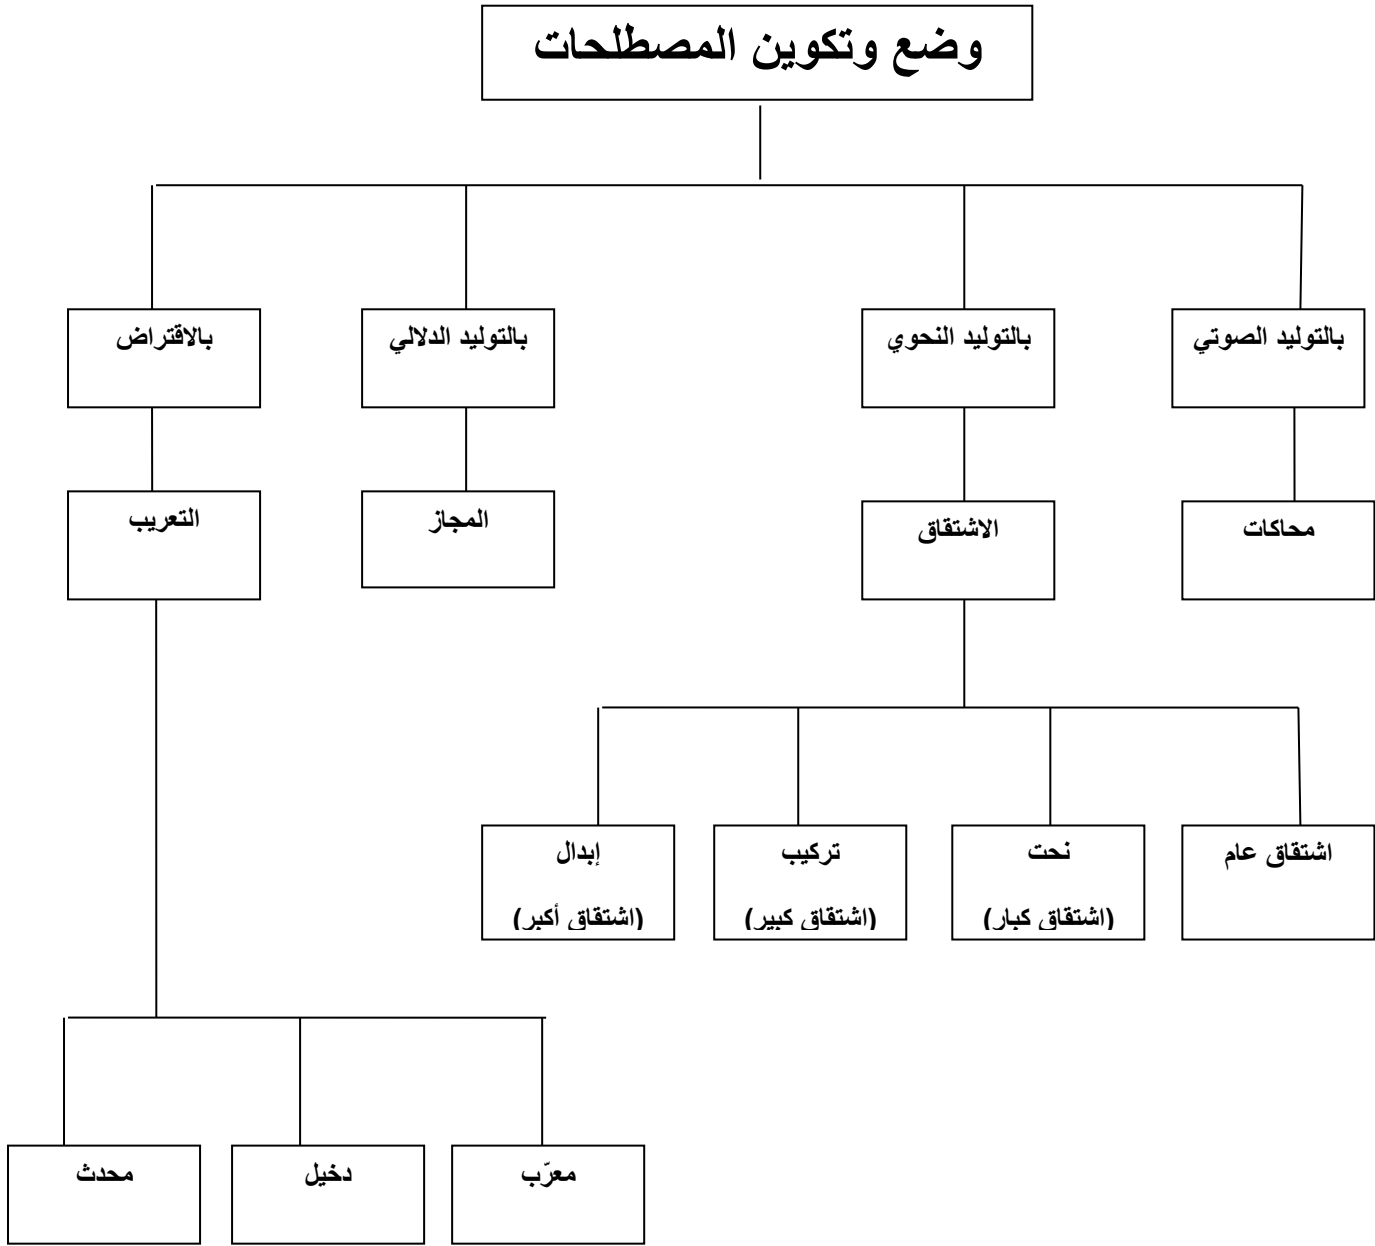 وضع وتكوين المصطلحات
بالتوليد الصوتي
بالتوليد النحوي
بالتوليد الدلالي
بالاقتراض
محاكات
الاشتقاق
المجاز
التعريب
اشتقاق عام
نحت
(اشتقاق كبار)
تركيب
(اشتقاق كبير)
إبدال
(اشتقاق أكبر)
معرّب
دخيل
محدث